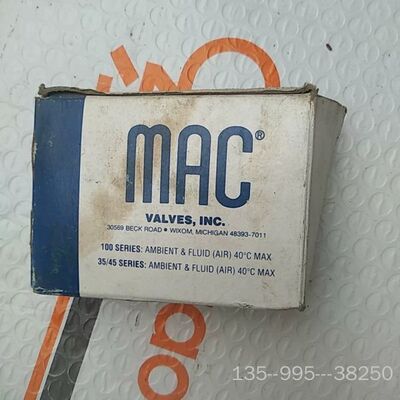 MAC®
VALVES, INC.
30569 BECK ROAD • WIXOM, MICHIGAN 48393-7011
100 SERIES: AMBIENT & FLUID (AIR) 40°C MAX
35/45 SERIES: AMBIENT & FLUID (AIR) 40°C MAX
135--995---38250